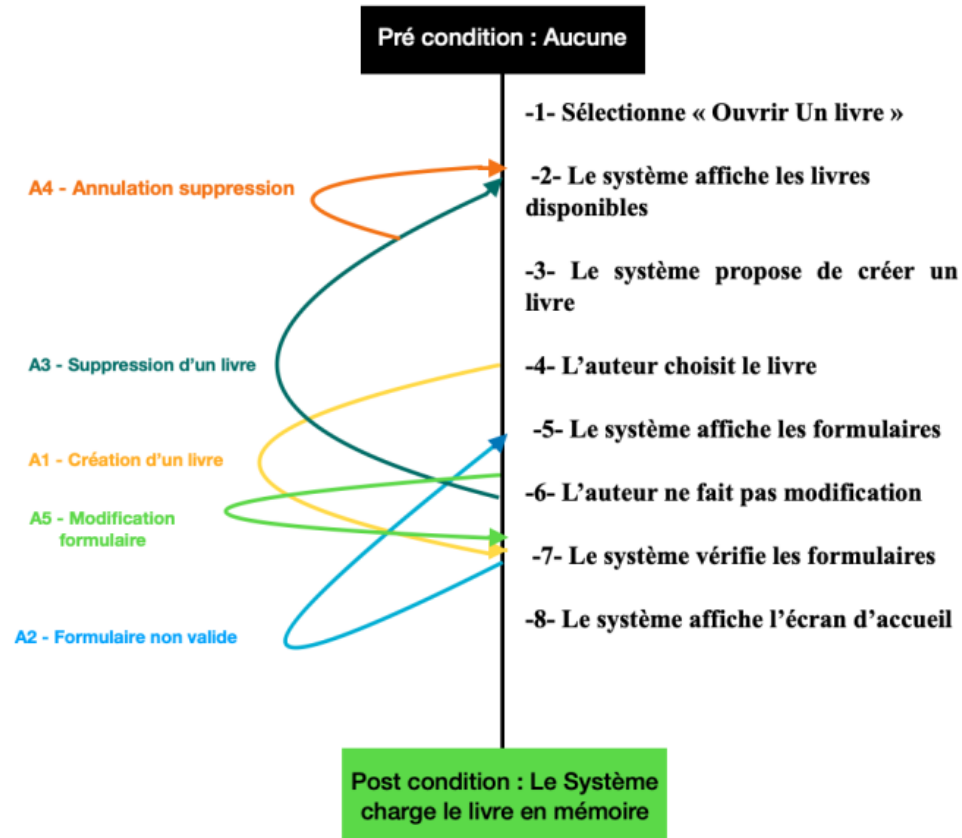 Pré condition : Aucune
-1- Sélectionne « Ouvrir Un livre »
A4 - Annulation suppression
-2- Le système affiche les livres
disponibles
-3- Le système propose de créer un
livre
A3 - Suppression d'un livre
-4- L'auteur choisit le livre
-5- Le système affiche les formulaires
A1 - Création d'un livre
-6- L'auteur ne fait pas modification
A5 - Modification
formulaire
-7- Le système vérifie les formulaires
-8- Le système affiche l'écran d'accueil
A2 - Formulaire non valide
Post condition : Le Système
charge le livre en mémoire